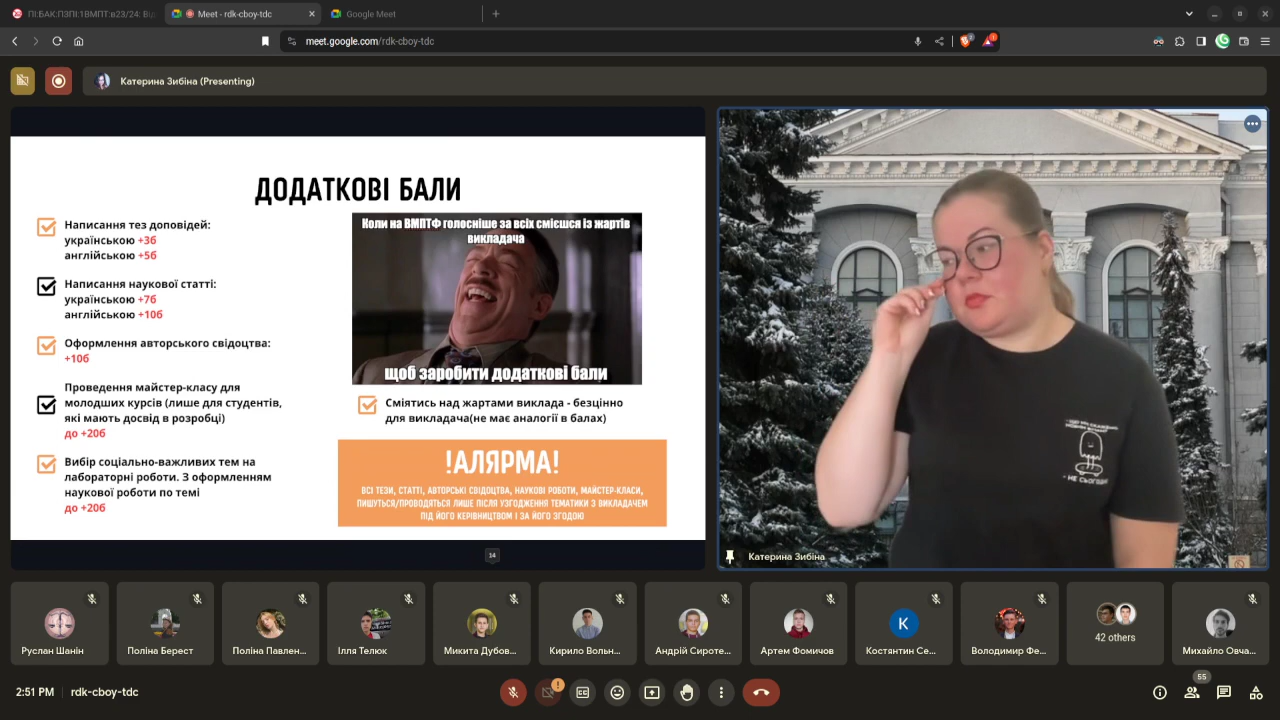 ПІ:БАК:ПЗПІ:1ВМПТ:в23/24:
Meet - rdk-cboy-tdc
Google Meet
meet.google.com/rdk-cboy-tdc
Катерина Зибіна (Presenting)
ДОДАТКОВІ БАЛИ
Написання тез доповідей:
українською +3б
англійською +5б
Написання наукової статті:
українською +7б
англійською +10б
Оформлення авторського свідоцтва:
+10б
Проведення майстер-класу для
молодших курсів (лише для студентів,
які мають досвід в розробці)
до +20б
Вибір соціально-важливих тем на
лабораторні роботи. З оформленням
наукової роботи по темі
до +20б
Коли на ВМПТФ голосніше за всіх смієшся із жартів
викладача
щоб заробити додаткові бали
Сміятись над жартами виклада - безцінно
для викладача(не має аналогії в балах)
!АЛЯРМА!
ВСІ ТЕЗИ, СТАТТІ, АВТОРСЬКІ СВІДОЦТВА, НАУКОВІ РОБОТИ, МАЙСТЕР-КЛАСИ,
ПИШУТЬСЯ/ПРОВОДЯТЬСЯ ЛИШЕ ПІСЛЯ УЗГОДЖЕННЯ ТЕМАТИКИ З ВИКЛАДАЧЕМ
ПІД ЙОГО КЕРІВНИЦТВОМ І ЗА ЙОГО ЗГОДОЮ
14
- НЕ СЬОГОДНІ
Катерина Зибіна
Руслан Шанін
Поліна Берест
Поліна Павлен...
Ілля Телюк
Микита Дубов...
Кирило Вольн...
Андрій Сироте...
Артем Фомичов
К
Костянтин Се...
Володимир Фе...
42 others
Михайло Овча...
2:51 PM
rdk-cboy-tdc
55